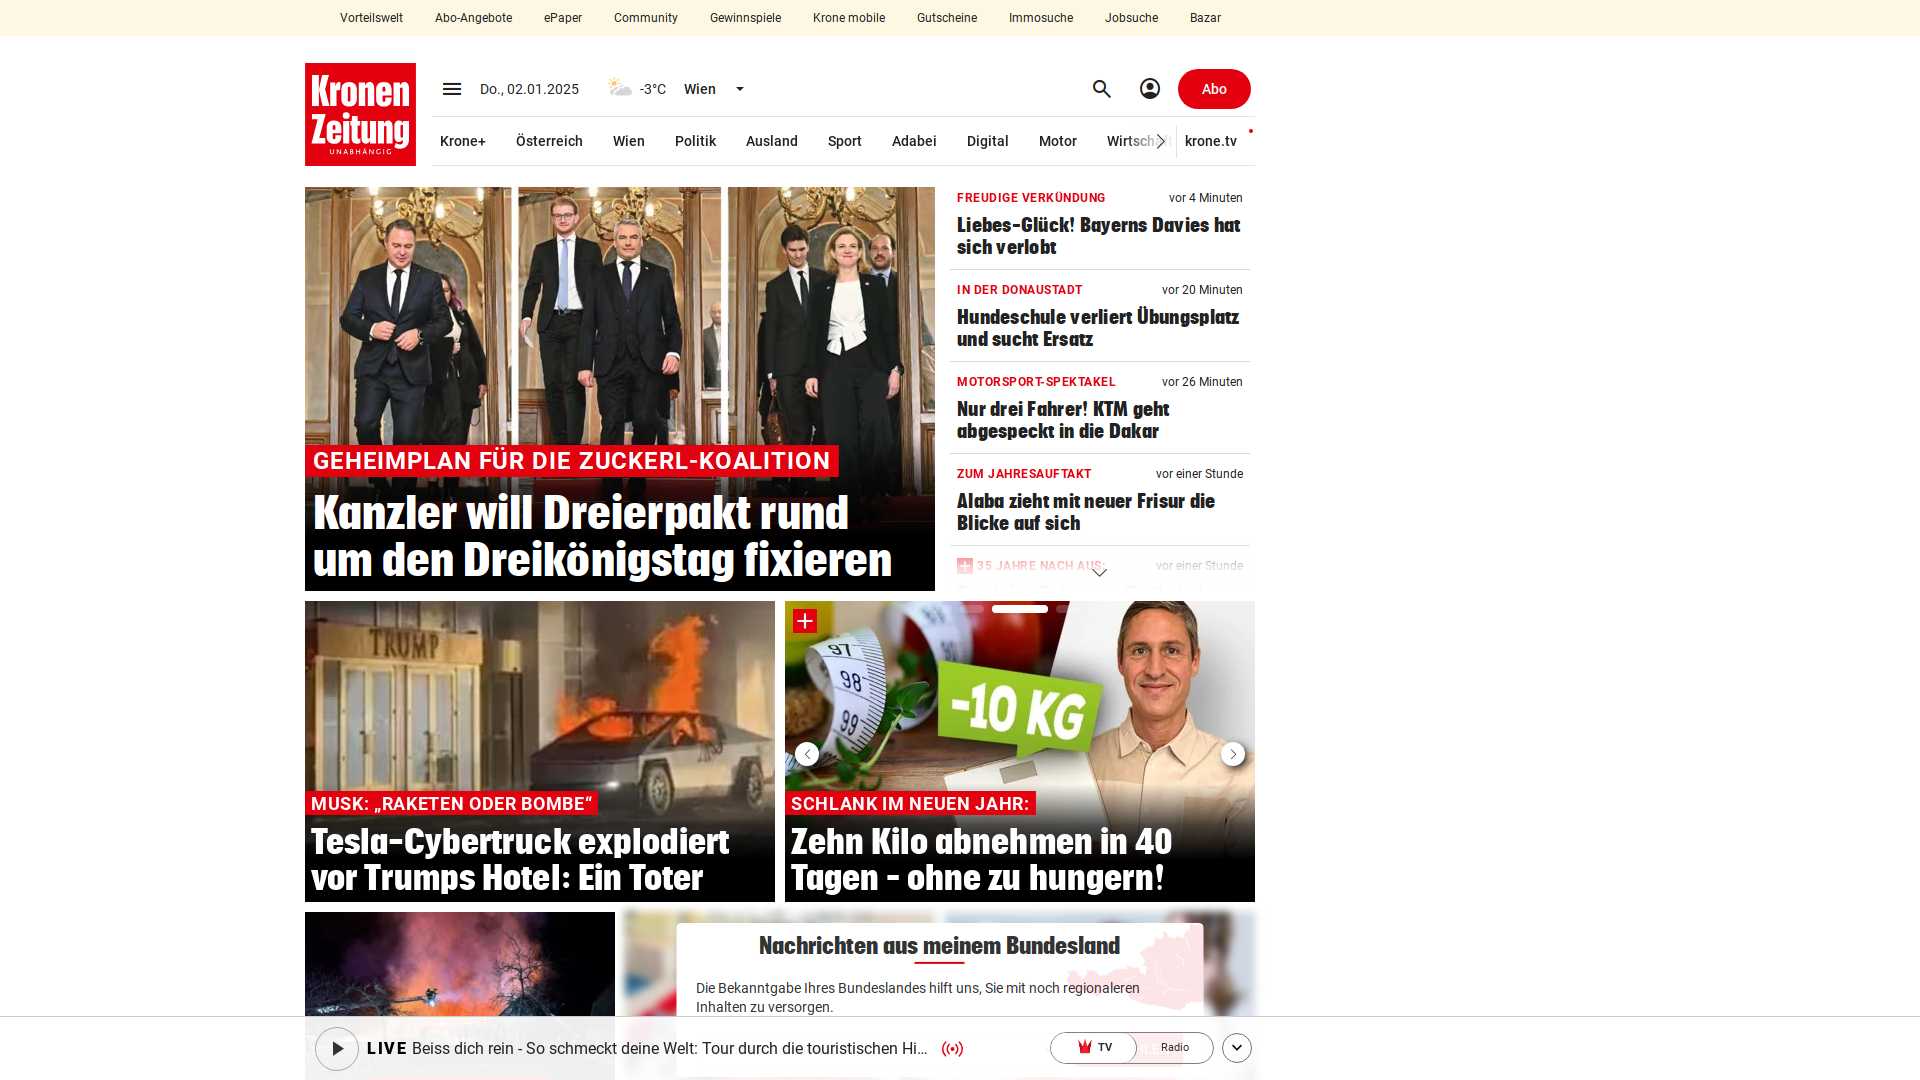 Vorteilswelt Abo-Angebote ePaper Community Gewinnspiele Krone mobile Gutscheine Immosuche Jobsuche Bazar
Kronen
Zeitung
UNABHÄNGIG
Do., 02.01.2025 -3°C Wien Abo
Krone+ Österreich Wien Politik Ausland Sport Adabei Digital Motor krone.tv
GEHEIMPLAN FÜR DIE ZUCKERL-KOALITION
Kanzler will Dreierpakt rund
um den Dreikönigstag fixieren
FREUDIGE VERKÜNDUNG vor 4 Minuten
Liebes-Glück! Bayerns Davies hat
sich verlobt
IN DER DONAUSTADT vor 20 Minuten
Hundeschule verliert Übungsplatz
und sucht Ersatz
MOTORSPORT-SPEKTAKEL vor 26 Minuten
Nur drei Fahrer! KTM geht
abgespeckt in die Dakar
ZUM JAHRESAUFTAKT vor einer Stunde
Alaba zieht mit neuer Frisur die
Blicke auf sich
35 JAHRE NACH AUS: vor einer Stunde
TRUMP
MUSK: „RAKETEN ODER BOMBE“
Tesla-Cybertruck explodiert
vor Trumps Hotel: Ein Toter
97
98
99
-10 KG
SCHLANK IM NEUEN JAHR:
Zehn Kilo abnehmen in 40
Tagen – ohne zu hungern!
Nachrichten aus meinem Bundesland
Die Bekanntgabe Ihres Bundeslandes hilft uns, Sie mit noch regionaleren
Inhalten zu versorgen.
LIVE Beiss dich rein - So schmeckt deine Welt: Tour durch die touristischen Hi... TV Radio